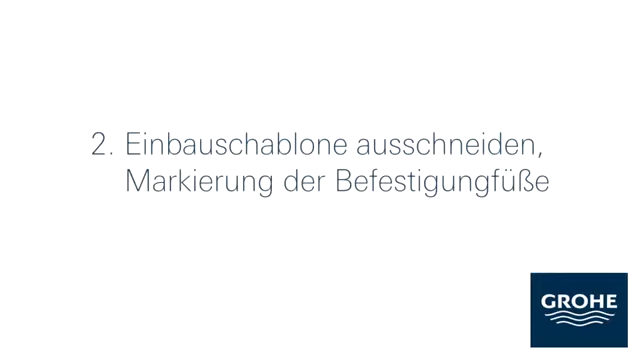 2. Einbauschablone ausschneiden,
Markierung der Befestigungfüße
GROHE